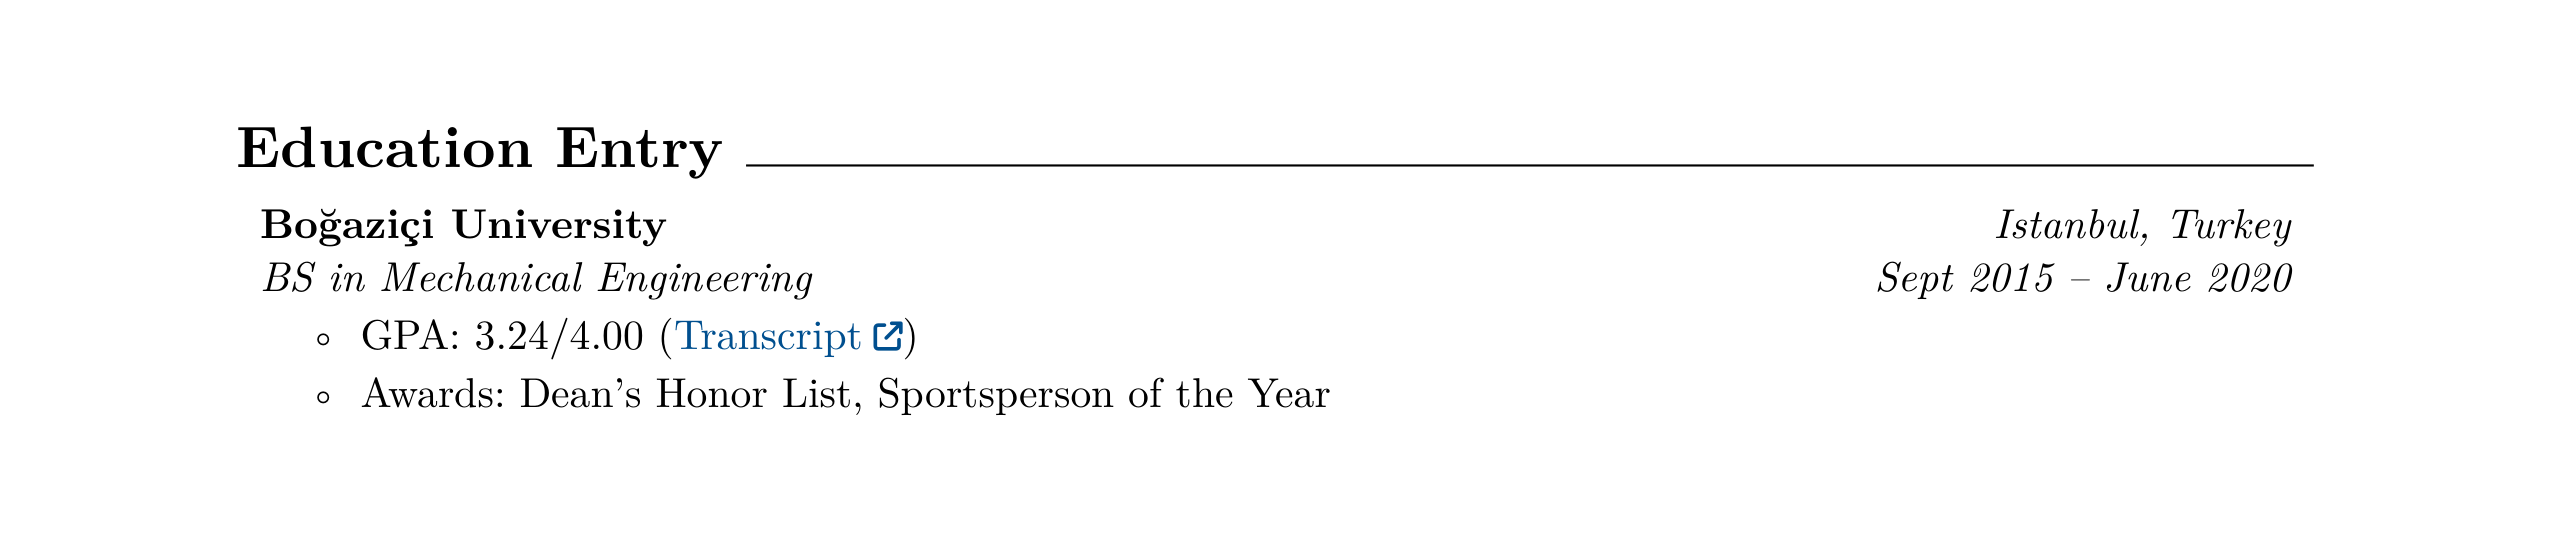 Education Entry
Boğaziçi University Istanbul, Turkey
BS in Mechanical Engineering Sept 2015 – June 2020
◦ GPA: 3.24/4.00 (Transcript)
◦ Awards: Dean’s Honor List, Sportsperson of the Year